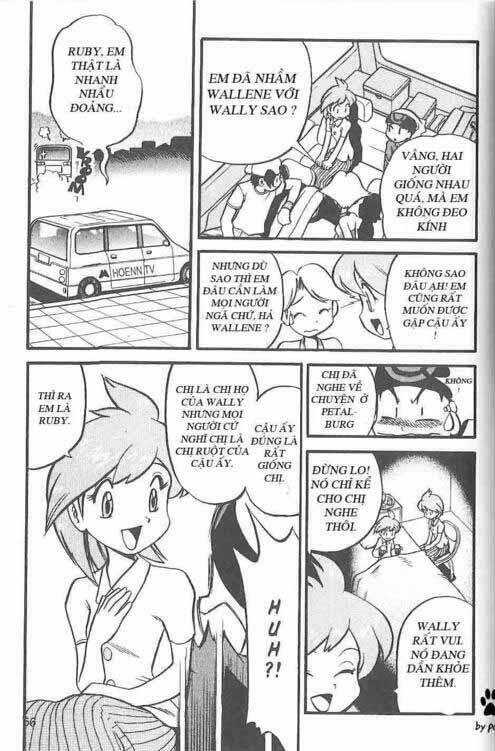 RUBY, EM
THẬT LÀ
NHANH
NHẨU
ĐOẢNG...
HOENN TV
EM ĐÃ NHẦM
WALLENE VỚI
WALLY SAO ?
VÂNG, HAI
NGƯỜI
GIỐNG NHAU
QUÁ, MÀ EM
KHÔNG ĐEO
KÍNH
NHƯNG DÙ
SAO THÌ EM
ĐÂU CẦN LÀM
MỌI NGƯỜI
NGÃ CHỨ, HẢ
WALLENE ?
KHÔNG SAO
ĐÂU Ạ! EM
CŨNG RẤT
MUỐN ĐƯỢC
GẶP CẬU ẤY
!
THÌ RA
EM LÀ
RUBY.
CHỊ LÀ CHỊ HỌ
CỦA WALLY
NHƯNG MỌI
NGƯỜI CỨ
NGHĨ CHỊ LÀ
CHỊ RUỘT CỦA
CẬU ẤY.
CẬU ẤY
ĐÚNG LÀ
RẤT
GIỐNG
CHỊ.
HUH?!
CHỊ ĐÃ
NGHE VỀ
CHUYỆN Ở
PETAL-
BURG
KHÔNG
?
ĐỪNG LO!
NÓ CHỈ KỂ
CHO CHỊ
NGHE
THÔI.
WALLY
RẤT VUI.
NÓ ĐANG
DẦN KHỎE
THÊM.